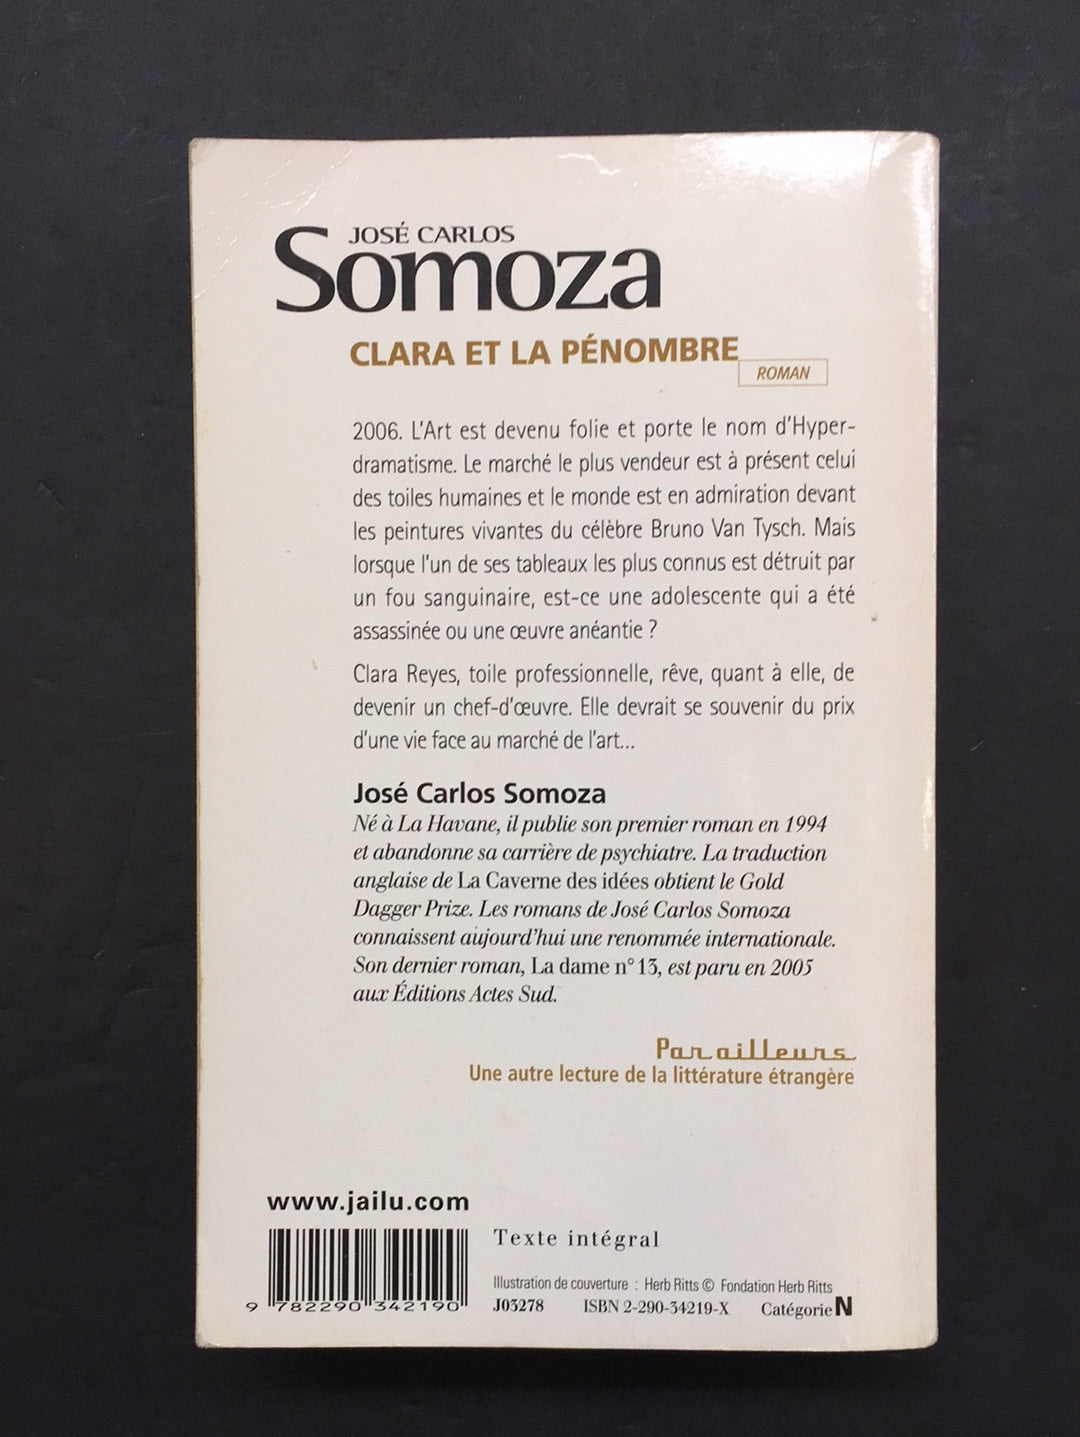 JOSÉ CARLOS
Somoza
CLARA ET LA PÉNOMBRE
ROMAN
2006. L'Art est devenu folie et porte le nom d'Hyper-
dramatisme. Le marché le plus vendeur est à présent celui
des toiles humaines et le monde est en admiration devant
les peintures vivantes du célèbre Bruno Van Tysch. Mais
lorsque l'un de ses tableaux les plus connus est détruit par
un fou sanguinaire, est-ce une adolescente qui a été
assassinée ou une œuvre anéantie ?
Clara Reyes, toile professionnelle, rêve, quant à elle, de
devenir un chef-d'œuvre. Elle devrait se souvenir du prix
d'une vie face au marché de l'art...
José Carlos Somoza
Né à La Havane, il publie son premier roman en 1994
et abandonne sa carrière de psychiatre. La traduction
anglaise de La Caverne des idées obtient le Gold
Dagger Prize. Les romans de José Carlos Somoza
connaissent aujourd'hui une renommée internationale.
Son dernier roman, La dame n° 13, est paru en 2005
aux Éditions Actes Sud.
Par ailleurs
Une autre lecture de la littérature étrangère
www.jailu.com
Texte intégral
Illustration de couverture : Herb Ritts © Fondation Herb Ritts
9 782290 342190
J03278 ISBN 2-290-34219-X Catégorie N